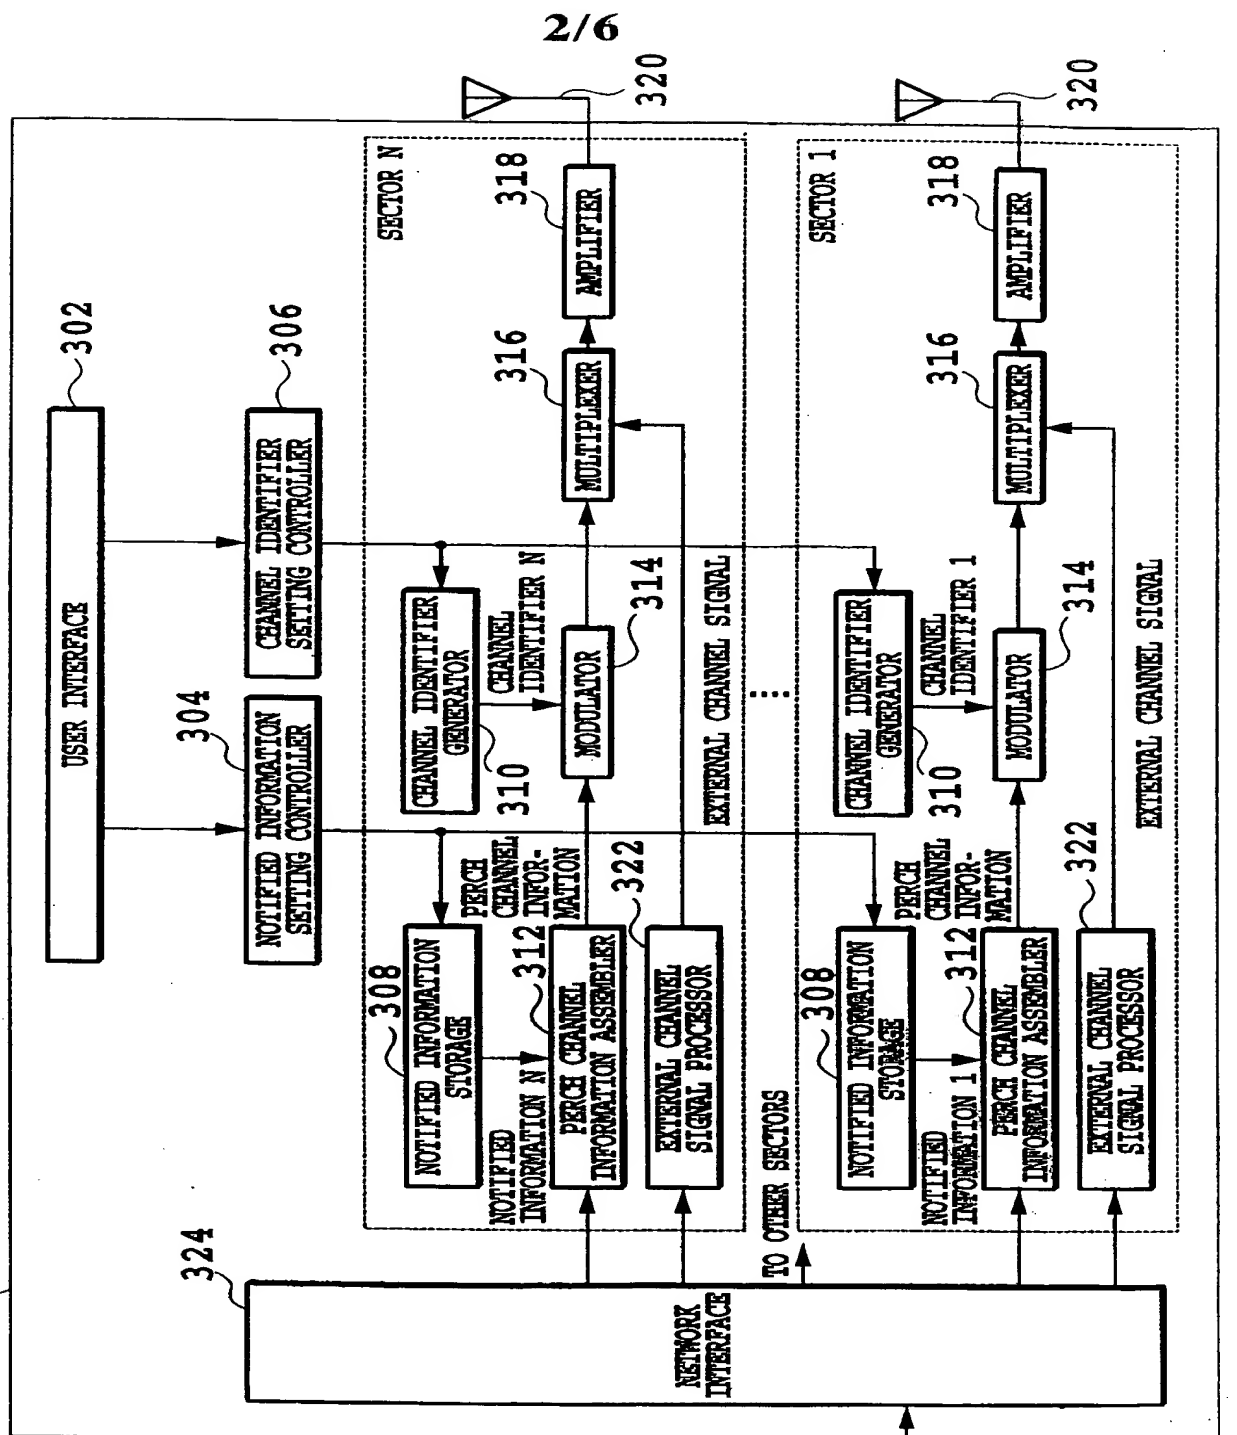 2/6
USER INTERFACE
302
NOTIFIED INFORMATION
SETTING CONTROLLER
304
CHANNEL IDENTIFIER
SETTING CONTROLLER
306
324
NETWORK
INTERFACE
TO OTHER SECTORS
SECTOR N
308
NOTIFIED INFORMATION
STORAGE
NOTIFIED
INFORMATION N
312
PERCH CHANNEL
INFORMATION ASSEMBLER
PERCH
CHANNEL
INFOR-
MATION
EXTERNAL CHANNEL
SIGNAL PROCESSOR
322
CHANNEL IDENTIFIER
GENERATOR
310
CHANNEL
IDENTIFIER N
MODULATOR
314
EXTERNAL CHANNEL SIGNAL
MULTIPLEXER
316
AMPLIFIER
318
320
SECTOR 1
308
NOTIFIED INFORMATION
STORAGE
NOTIFIED
INFORMATION 1
312
PERCH CHANNEL
INFORMATION ASSEMBLER
PERCH
CHANNEL
INFOR-
MATION
EXTERNAL CHANNEL
SIGNAL PROCESSOR
322
CHANNEL IDENTIFIER
GENERATOR
310
CHANNEL
IDENTIFIER 1
MODULATOR
314
EXTERNAL CHANNEL SIGNAL
MULTIPLEXER
316
AMPLIFIER
318
320